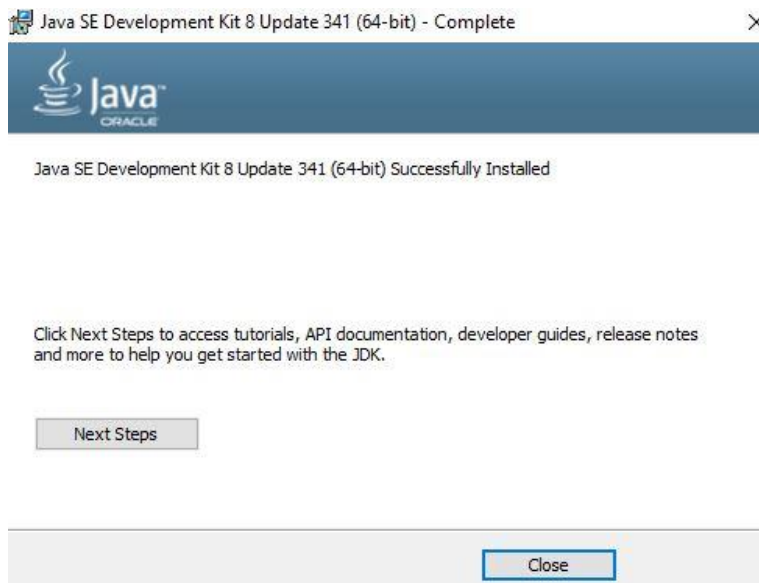 Java SE Development Kit 8 Update 341 (64-bit) - Complete
Java™
ORACLE
Java SE Development Kit 8 Update 341 (64-bit) Successfully Installed
Click Next Steps to access tutorials, API documentation, developer guides, release notes
and more to help you get started with the JDK.
Next Steps
Close